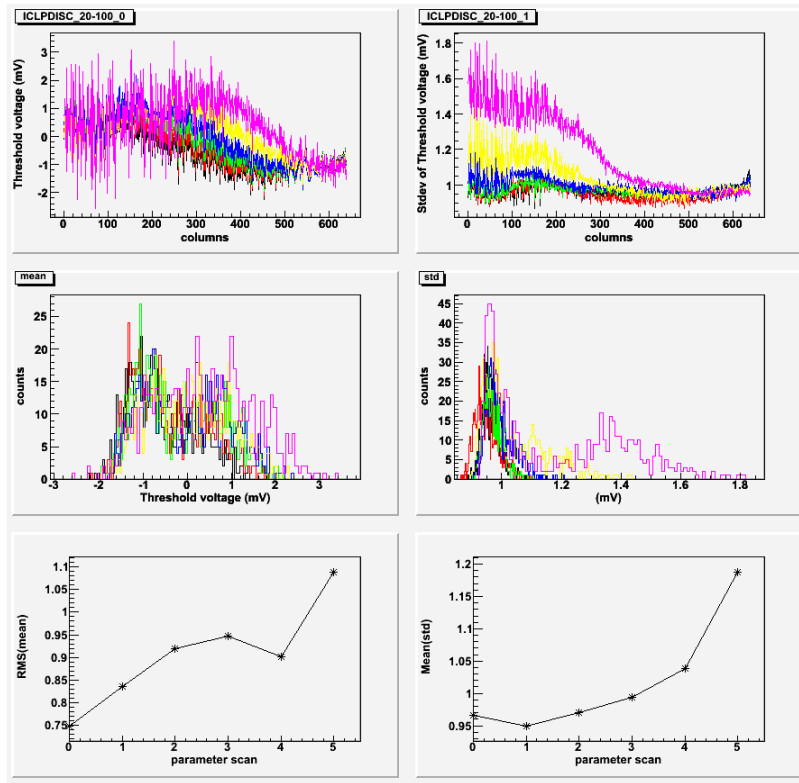 ICLPDISC_20-100_0
Threshold voltage (mV)
3
2
1
0
-1
-2
0 100 200 300 400 500 600
columns
ICLPDISC_20-100_1
Stdev of Threshold voltage (mV)
1.8
1.6
1.4
1.2
1
0 100 200 300 400 500 600
columns
mean
counts
25
20
15
10
5
0
-3 -2 -1 0 1 2 3
Threshold voltage (mV)
std
counts
45
40
35
30
25
20
15
10
5
0
1 1.2 1.4 1.6 1.8
(mV)
RMS(mean)
1.1
1.05
1
0.95
0.9
0.85
0.8
0.75
0 1 2 3 4 5
parameter scan
Mean(std)
1.2
1.15
1.1
1.05
1
0.95
0 1 2 3 4 5
parameter scan